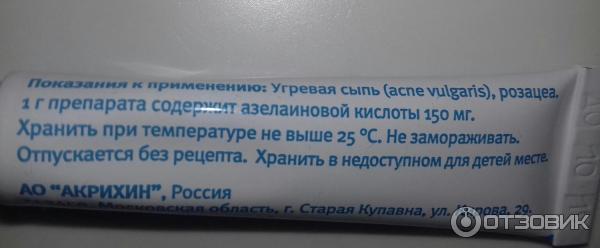 Показания к применению: Угревая сыпь (acne vulgaris), розацеа.
1 г препарата содержит азелаиновой кислоты 150 мг.
Хранить при температуре не выше 25 °C. Не замораживать.
Отпускается без рецепта. Хранить в недоступном для детей месте.
АО "АКРИХИН", Россия
Московская область, г. Старая Купавна, ул. Кирова, 29.
ОТЗОВИК